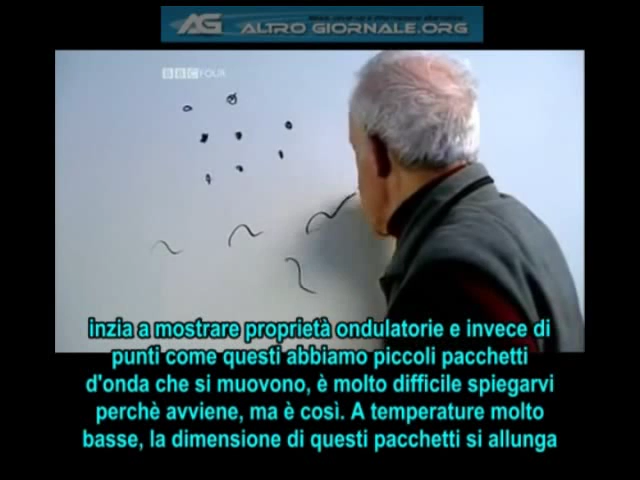 AG ALTRO GIORNALE.ORG
BBC FOUR
inzia a mostrare proprietà ondulatorie e invece di
punti come questi abbiamo piccoli pacchetti
d'onda che si muovono, è molto difficile spiegarvi
perchè avviene, ma è così. A temperature molto
basse, la dimensione di questi pacchetti si allunga